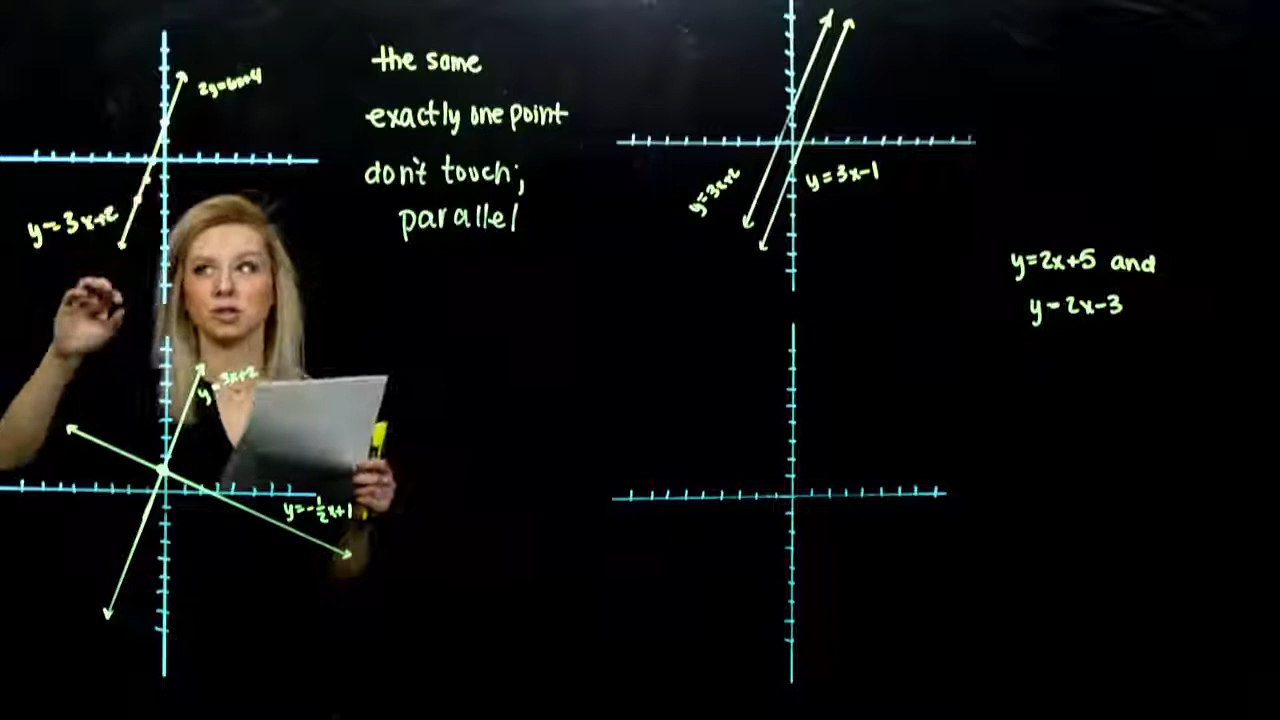 2y=6x+4
y=3x+2
the same
exactly one point
don't touch;
parallel
y=3x+2
y=-1/2x+1
y=3x+2
y=3x-1
y=2x+5 and
y=2x-3